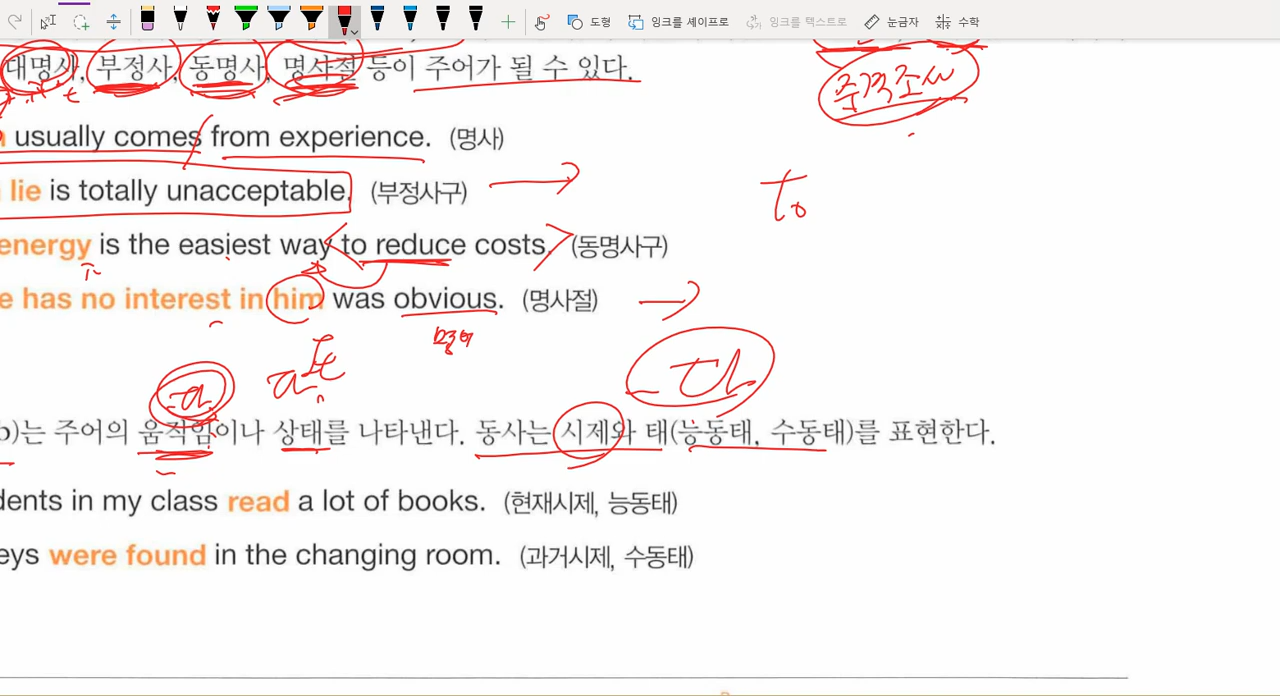 도형 잉크를 셰이프로 잉크를 텍스트로 눈금자 수학
대명사, 부정사, 동명사, 명사절 등이 주어가 될 수 있다.
주격조사
usually comes from experience. (명사)
lie is totally unacceptable. (부정사구)
to
energy is the easiest way to reduce costs. (동명사구)
e has no interest in him was obvious. (명사절)
b)는 주어의 움직임이나 상태를 나타낸다. 동사는 시제와 태(능동태, 수동태)를 표현한다.
dents in my class read a lot of books. (현재시제, 능동태)
eys were found in the changing room. (과거시제, 수동태)